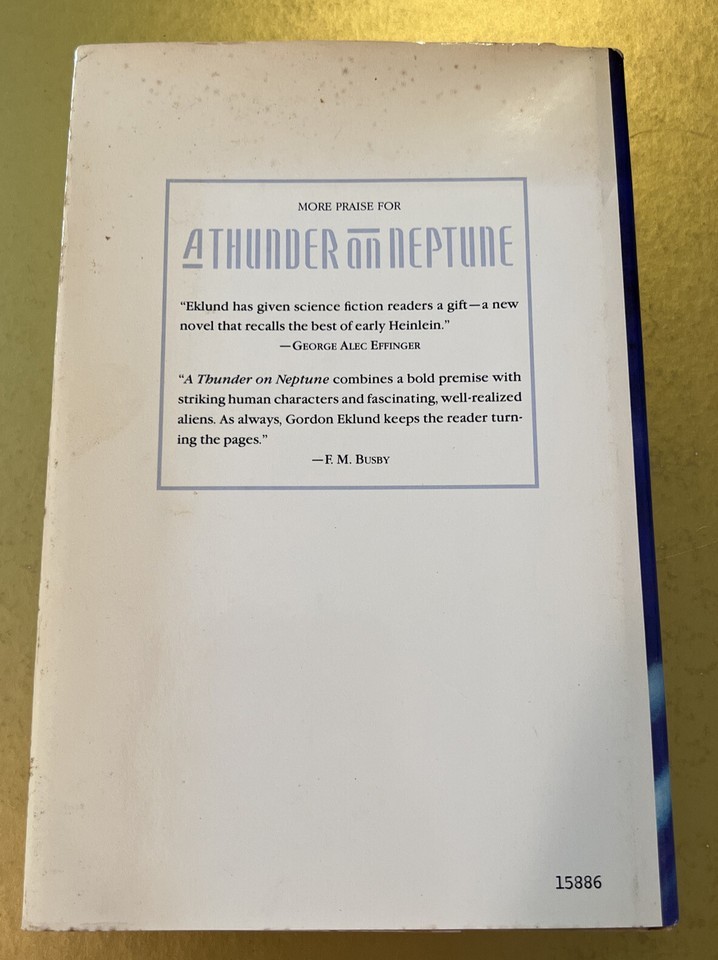 MORE PRAISE FOR
A THUNDER on NEPTUNE
“Eklund has given science fiction readers a gift—a new
novel that recalls the best of early Heinlein.”
—GEORGE ALEC EFFINGER
“A Thunder on Neptune combines a bold premise with
striking human characters and fascinating, well-realized
aliens. As always, Gordon Eklund keeps the reader turn-
ing the pages.”
—F. M. BUSBY
15886